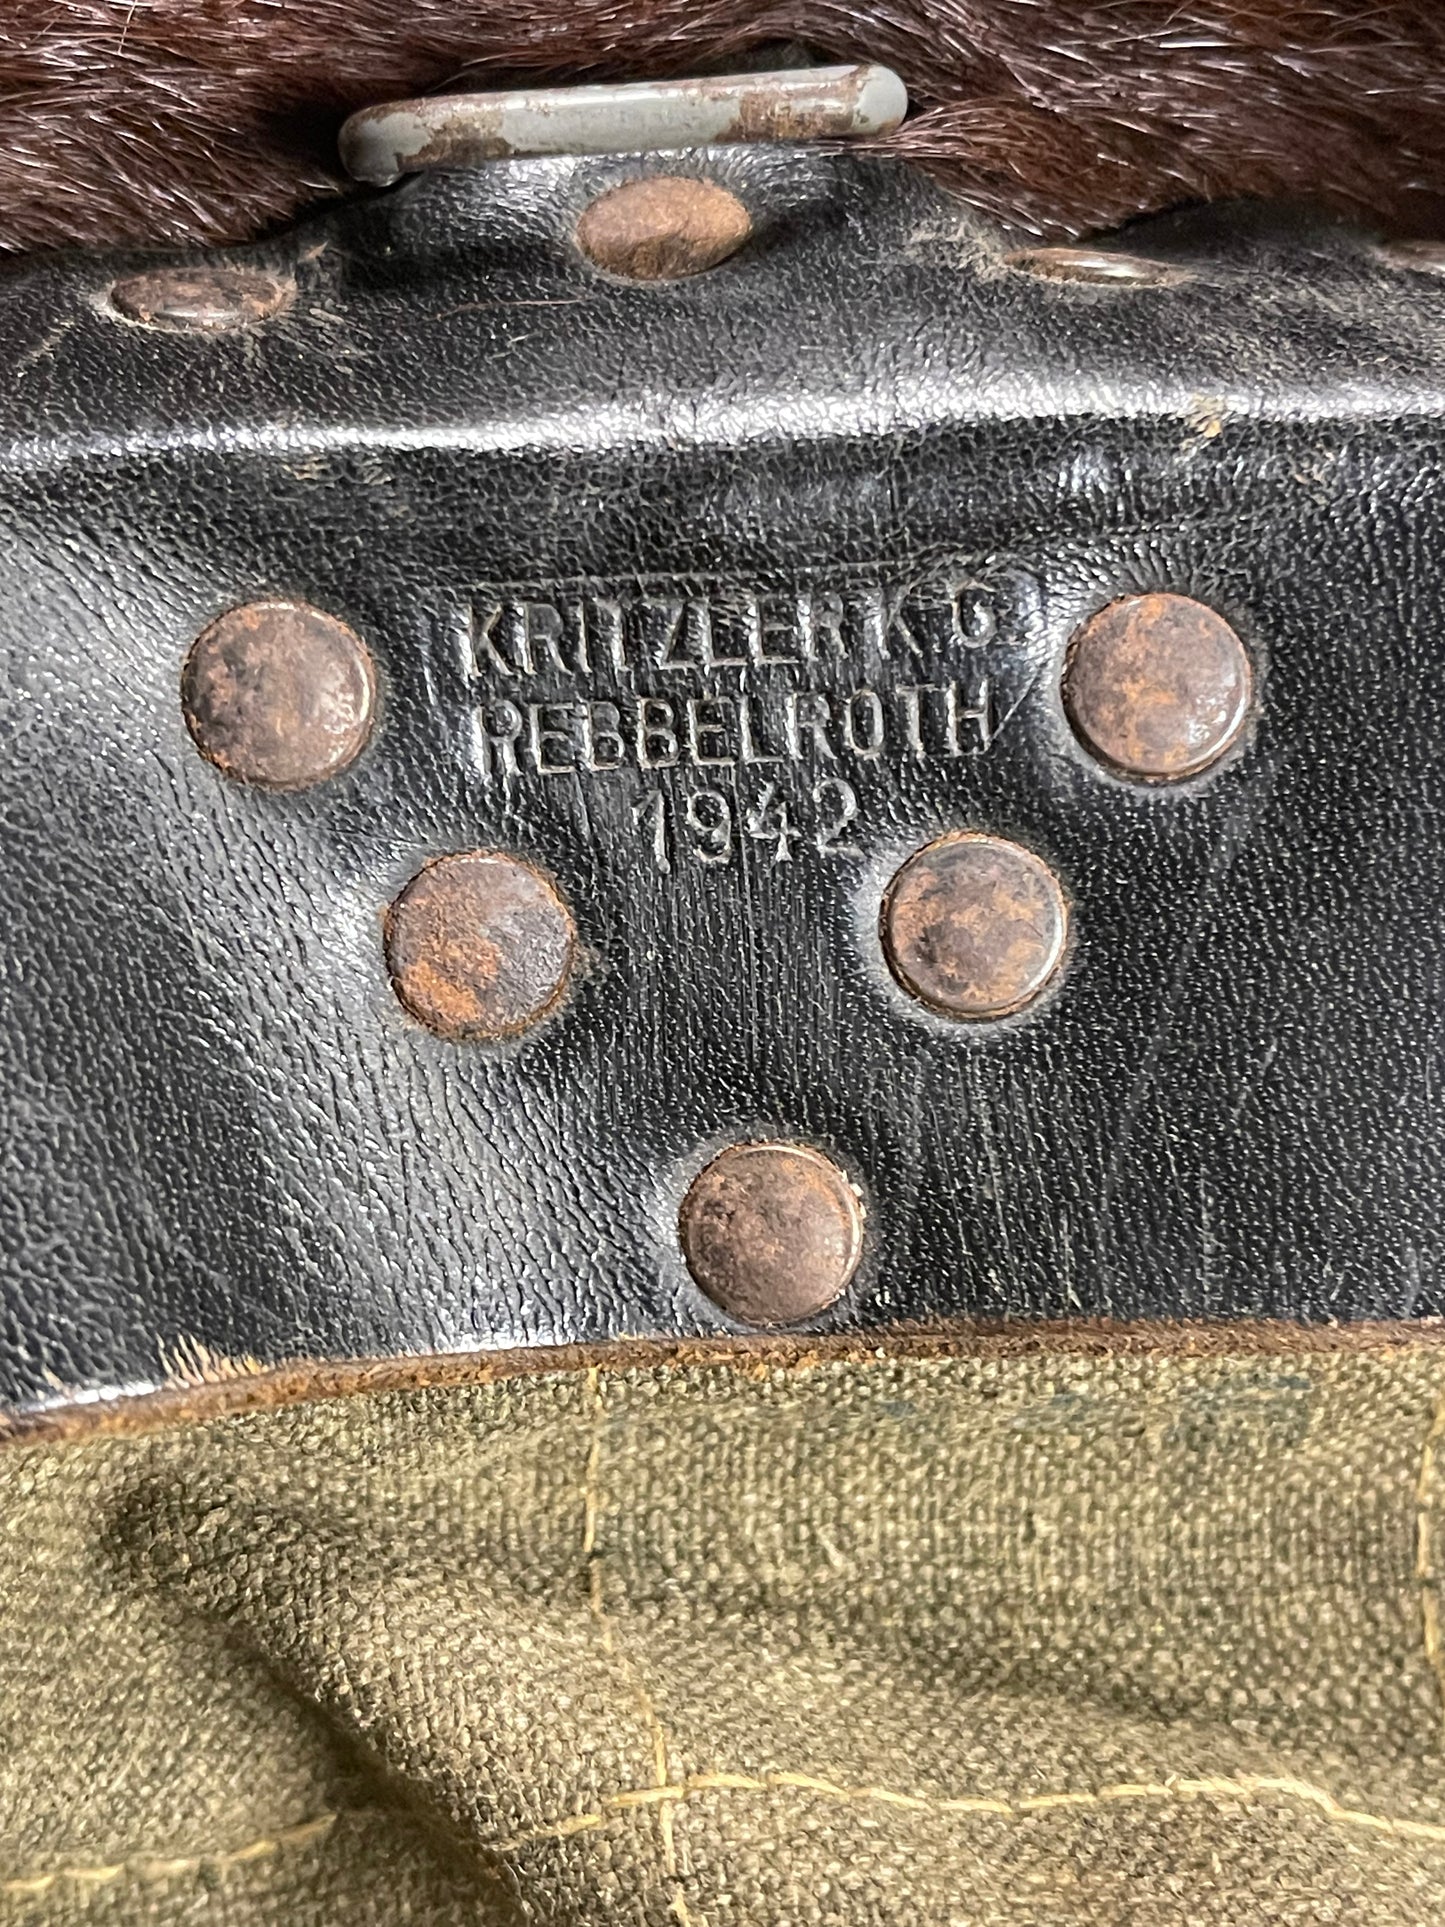 KRITZLER K.G.
REBBELROTH
1942